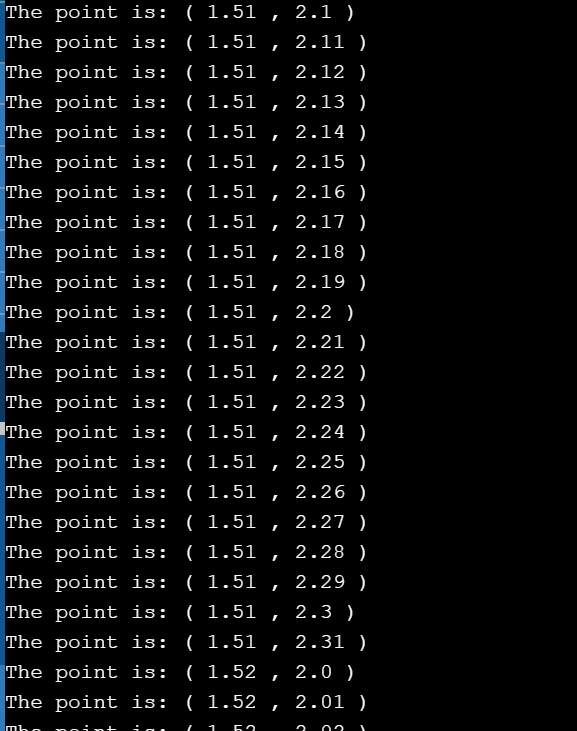 The point is: ( 1.51 , 2.1 )
The point is: ( 1.51 , 2.11 )
The point is: ( 1.51 , 2.12 )
The point is: ( 1.51 , 2.13 )
The point is: ( 1.51 , 2.14 )
The point is: ( 1.51 , 2.15 )
The point is: ( 1.51 , 2.16 )
The point is: ( 1.51 , 2.17 )
The point is: ( 1.51 , 2.18 )
The point is: ( 1.51 , 2.19 )
The point is: ( 1.51 , 2.2 )
The point is: ( 1.51 , 2.21 )
The point is: ( 1.51 , 2.22 )
The point is: ( 1.51 , 2.23 )
The point is: ( 1.51 , 2.24 )
The point is: ( 1.51 , 2.25 )
The point is: ( 1.51 , 2.26 )
The point is: ( 1.51 , 2.27 )
The point is: ( 1.51 , 2.28 )
The point is: ( 1.51 , 2.29 )
The point is: ( 1.51 , 2.3 )
The point is: ( 1.51 , 2.31 )
The point is: ( 1.52 , 2.0 )
The point is: ( 1.52 , 2.01 )
The point is: ( 1.52 , 2.02 )